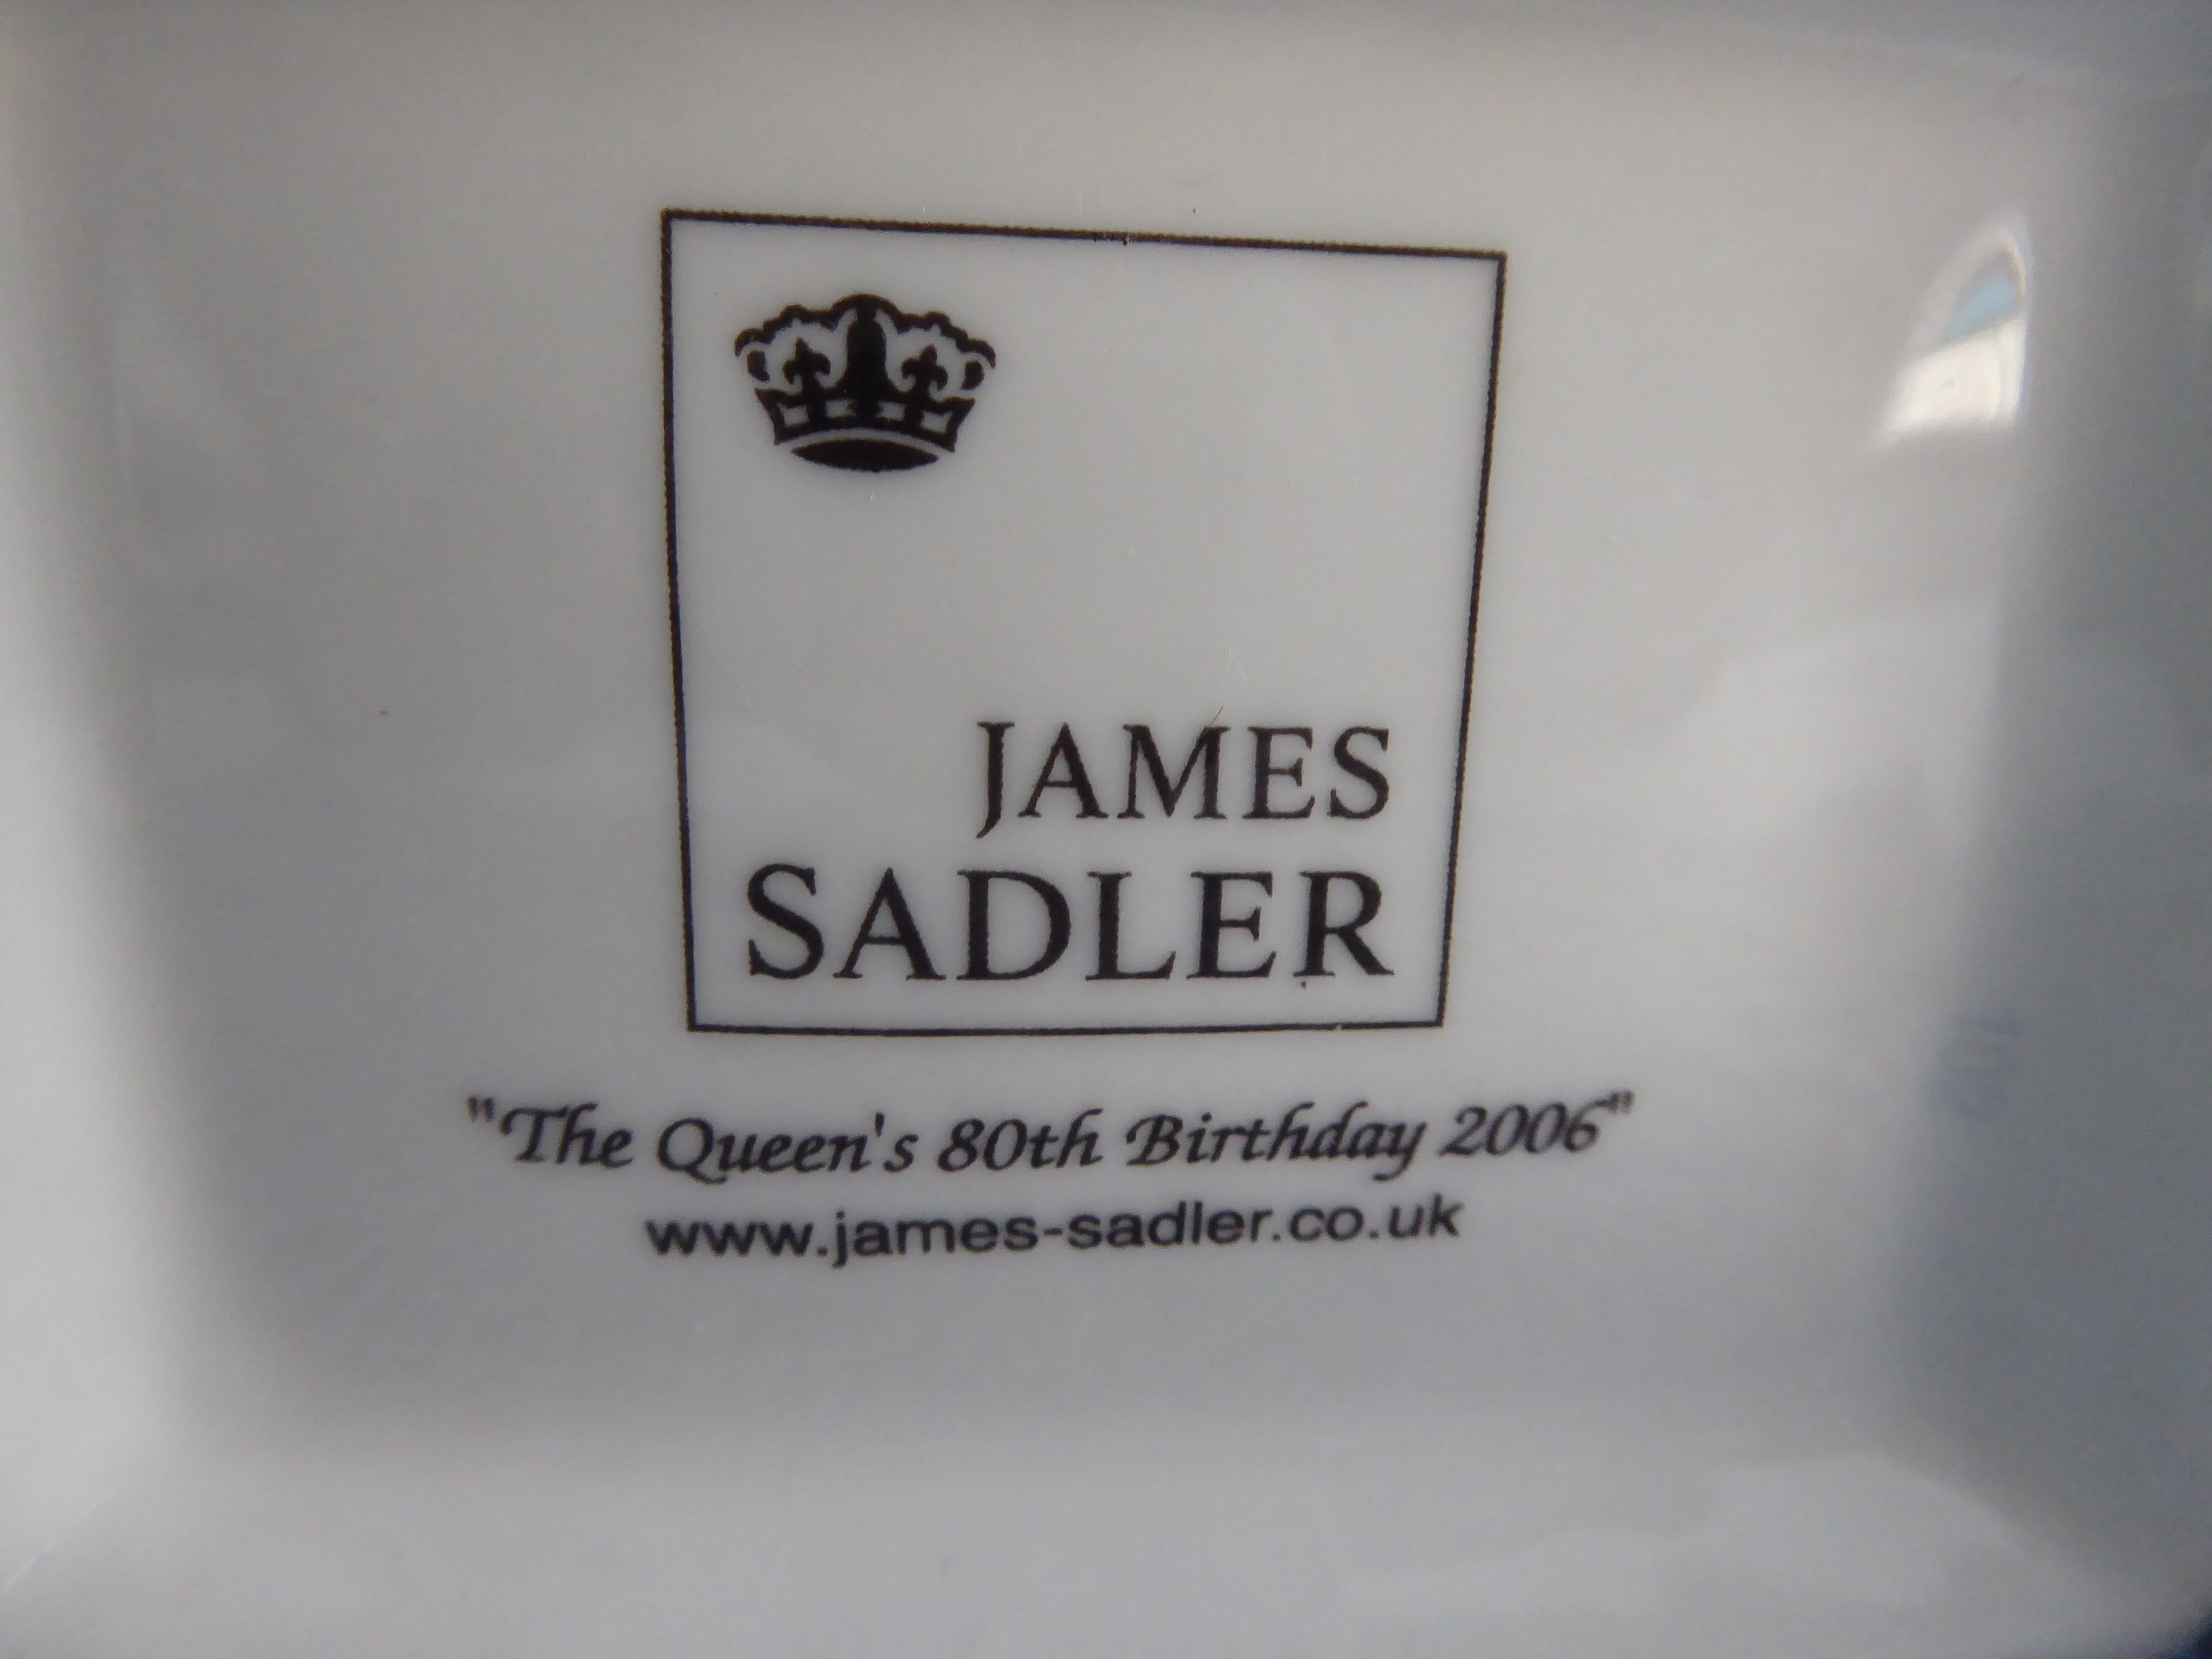 JAMES
SADLER
"The Queen's 80th Birthday 2006"
www.james-sadler.co.uk